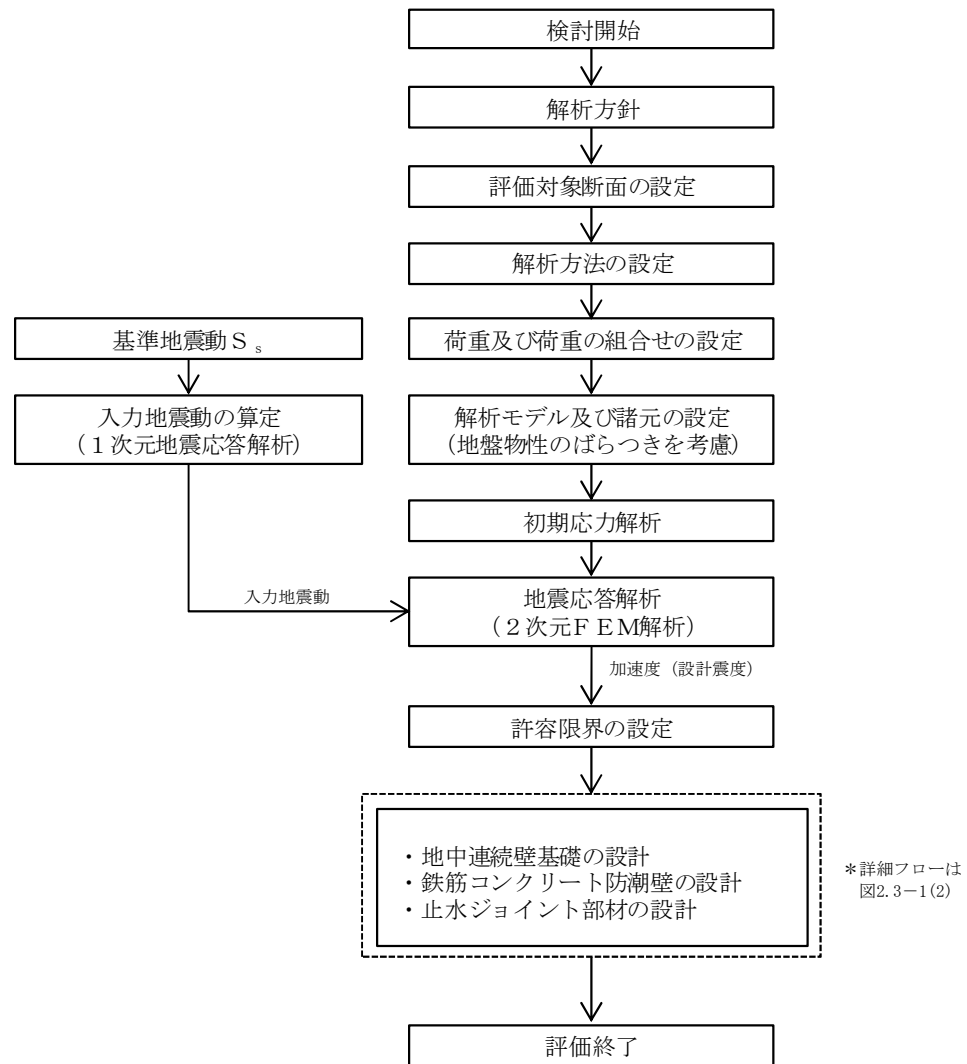 検討開始
解析方針
評価対象断面の設定
解析方法の設定
基準地震動Ｓs
荷重及び荷重の組合せの設定
入力地震動の算定
（１次元地震応答解析）
解析モデル及び諸元の設定
（地盤物性のばらつきを考慮）
初期応力解析
入力地震動
地震応答解析
（２次元ＦＥＭ解析）
加速度（設計震度）
許容限界の設定
・地中連続壁基礎の設計
・鉄筋コンクリート防潮壁の設計
・止水ジョイント部材の設計
＊詳細フローは
図2.3－1(2)
評価終了